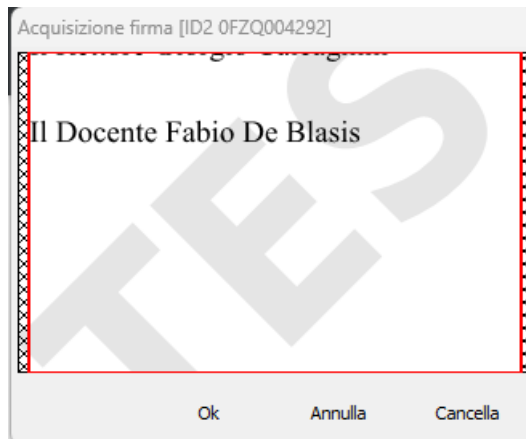 Acquisizione firma [ID2 0FZQ004292]
Il Docente Fabio De Blasis
TES
Ok Annulla Cancella